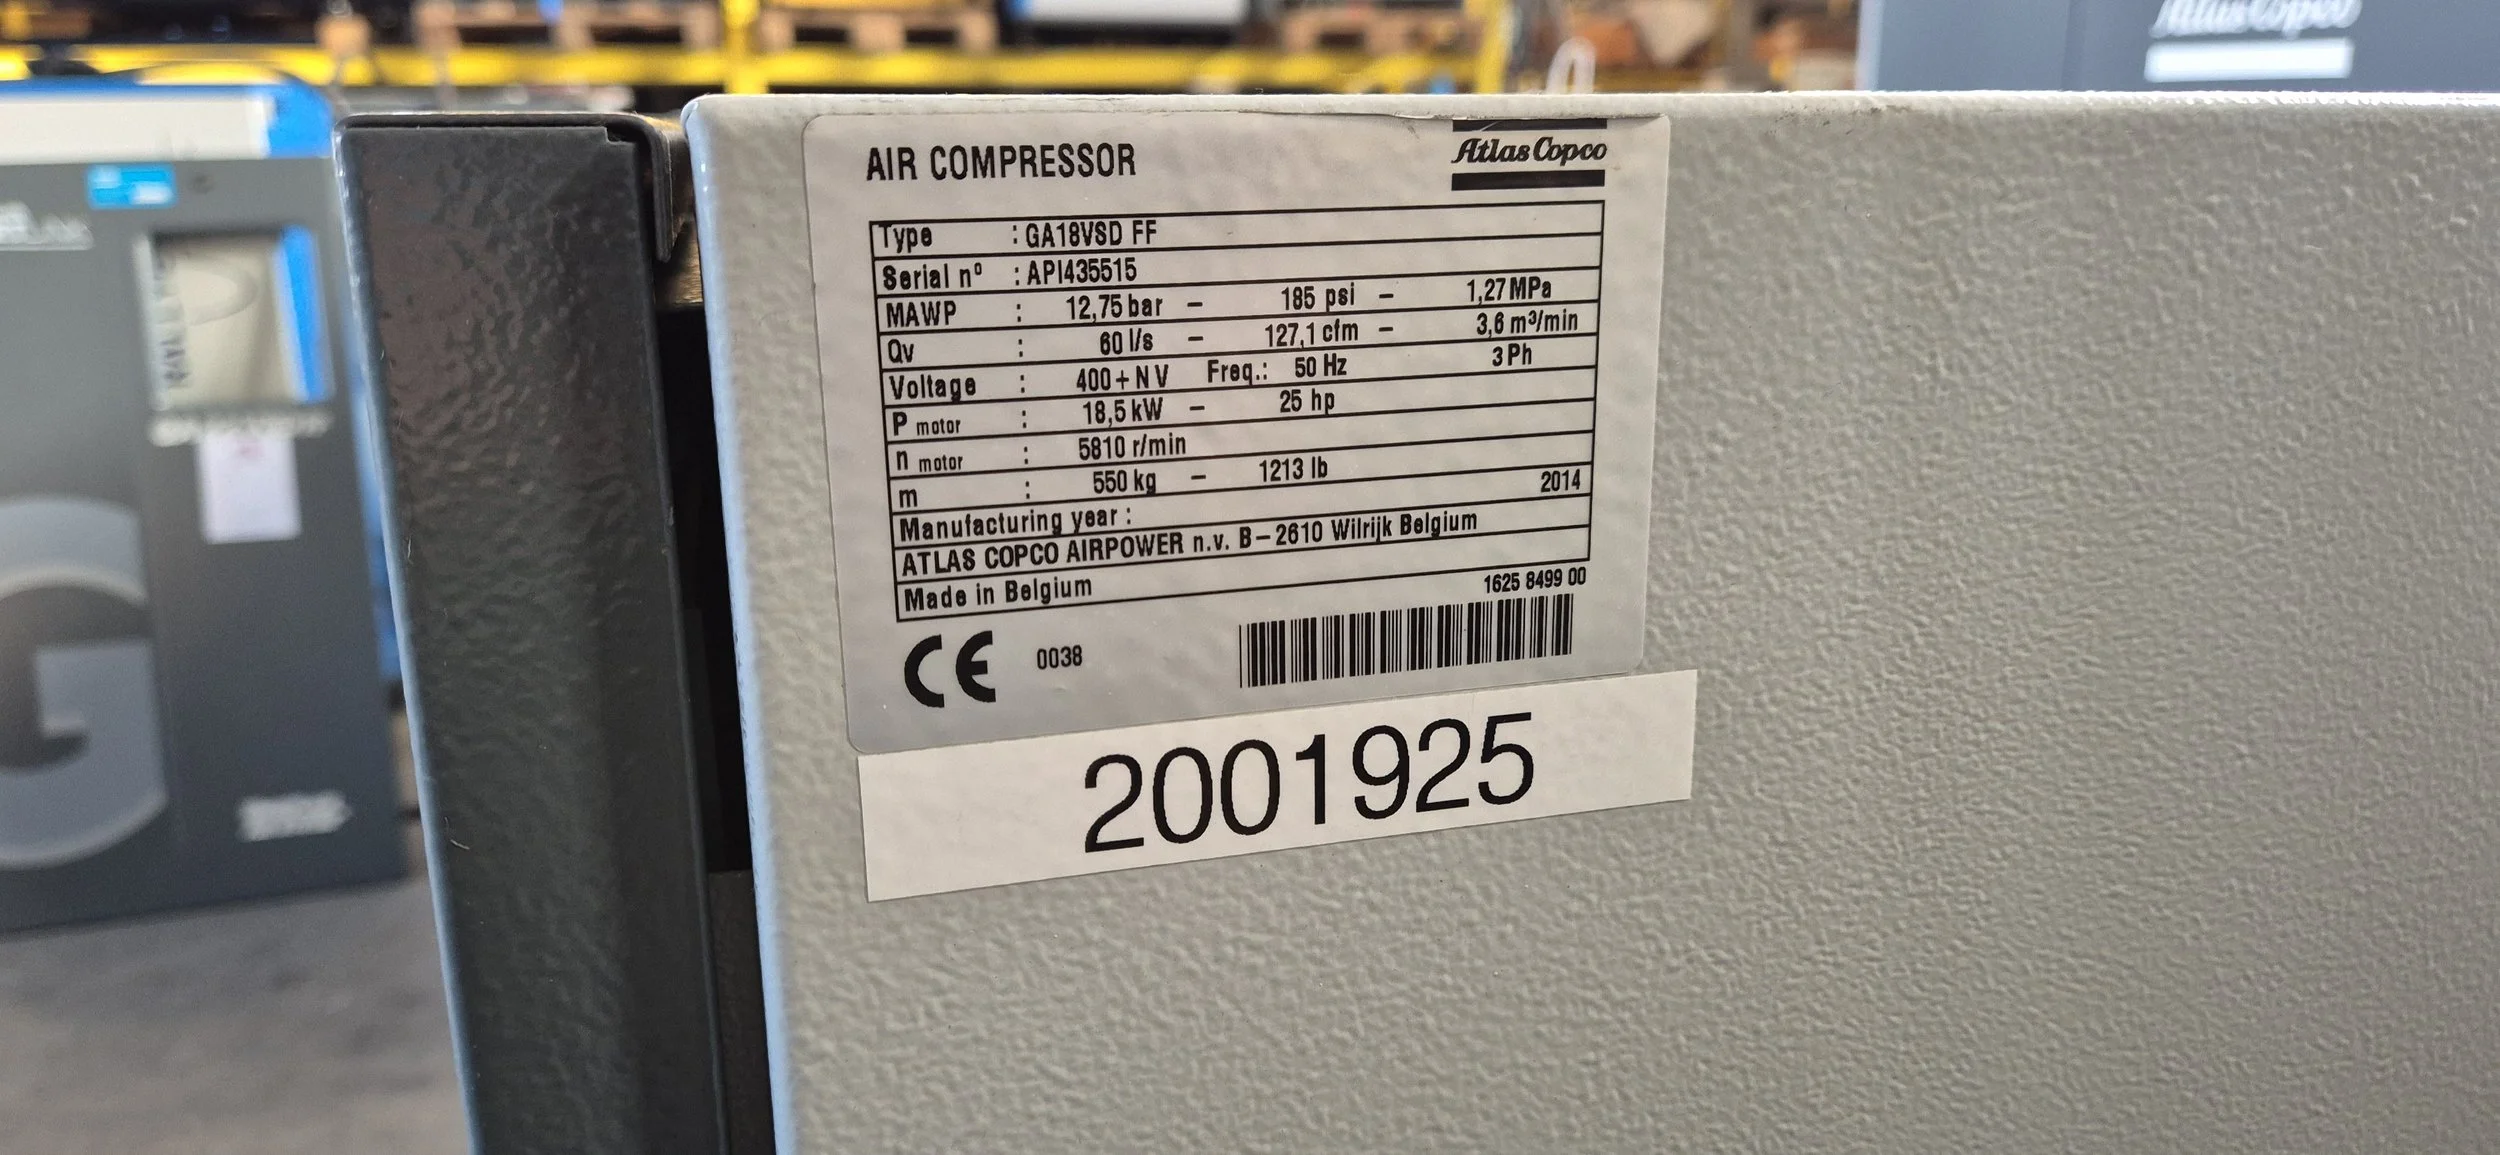 Atlas Copco
AIR COMPRESSOR
Atlas Copco
Type : GA18VSD FF
Serial nº : API435515
MAWP : 12,75 bar – 185 psi – 1,27 MPa
Qv : 60 l/s – 127,1 cfm – 3,6 m³/min
Voltage : 400+N V Freq.: 50 Hz 3 Ph
P motor : 18,5 kW – 25 hp
n motor : 5810 r/min
m : 550 kg – 1213 lb
Manufacturing year : 2014
ATLAS COPCO AIRPOWER n.v. B–2610 Wilrijk Belgium
Made in Belgium
1625 8499 00
CE 0038
2001925
G